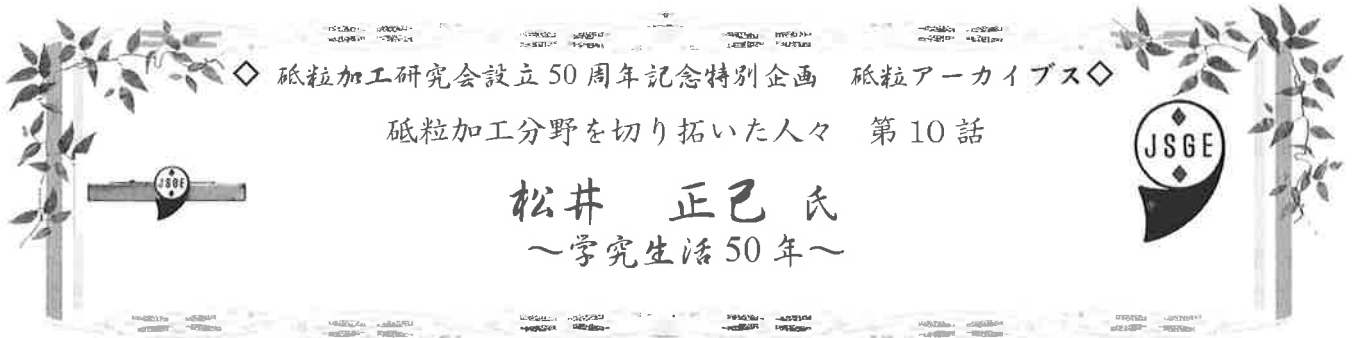 ◇ 砥粒加工研究会設立50周年記念特別企画　砥粒アーカイブス◇
砥粒加工分野を切り拓いた人々　第10話
JSGE
JSGE
松井　正己 氏
～学究生活50年～